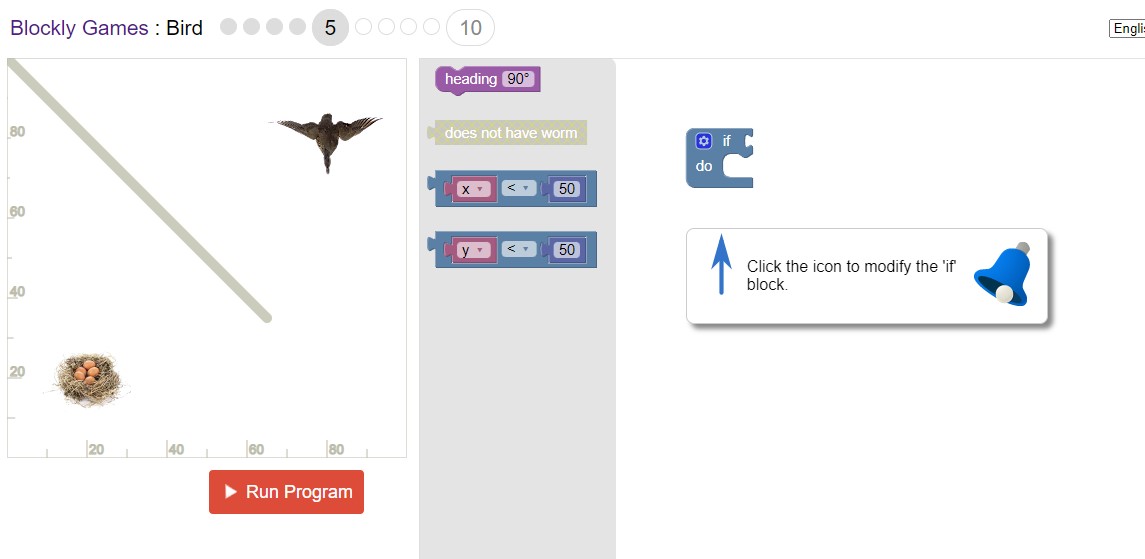 Blockly Games : Bird
5
10
Englis
80
60
40
20
20
40
60
80
Run Program
heading 90°
does not have worm
x < 50
y < 50
if
do
Click the icon to modify the 'if'
block.